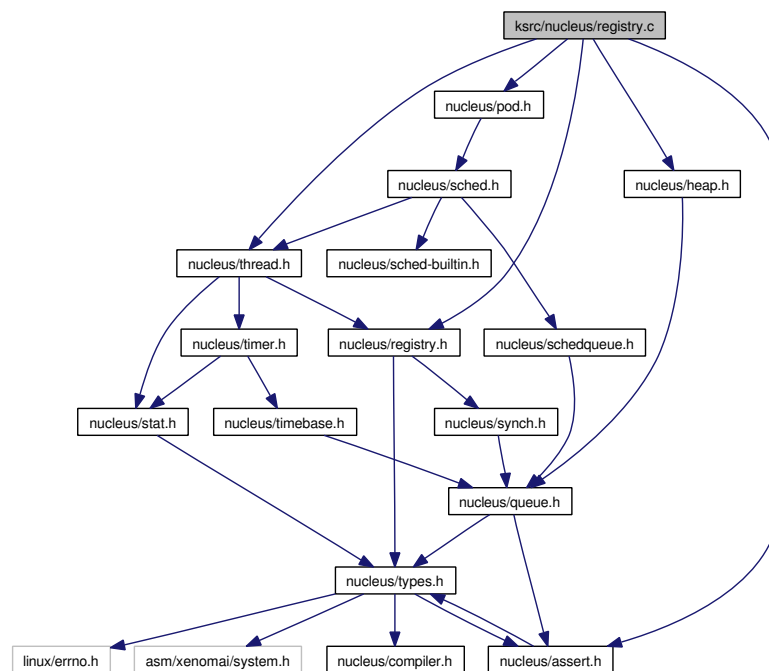 ksrc/nucleus/registry.c
nucleus/pod.h
nucleus/sched.h
nucleus/heap.h
nucleus/thread.h
nucleus/sched-builtin.h
nucleus/timer.h
nucleus/registry.h
nucleus/schedqueue.h
nucleus/stat.h
nucleus/timebase.h
nucleus/synch.h
nucleus/queue.h
nucleus/types.h
linux/errno.h
asm/xenomai/system.h
nucleus/compiler.h
nucleus/assert.h